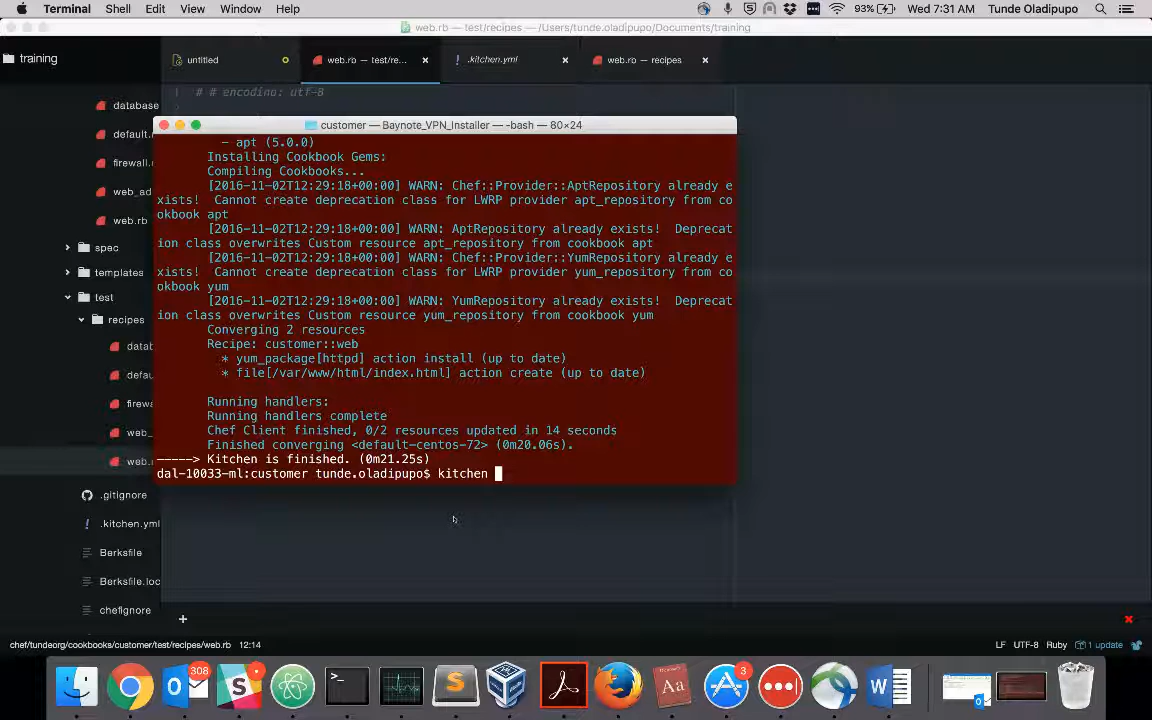 Terminal Shell Edit View Window Help 93% Wed 7:31 AM Tunde Oladipupo
web.rb — test/recipes — /Users/tunde.oladipupo/Documents/training
training
untitled
web.rb — test/re...
.kitchen.yml
web.rb — recipes
1 # # encoding: utf-8
customer — Baynote_VPN_Installer — -bash — 80×24
database
default.r
firewall.r
web_ad
web.rb
spec
templates
test
recipes
datab
defau
firewa
web_
web.r
.gitignore
.kitchen.yml
Berksfile
Berksfile.loc
chefignore
- apt (5.0.0)
Installing Cookbook Gems:
Compiling Cookbooks...
[2016-11-02T12:29:18+00:00] WARN: Chef::Provider::AptRepository already e
xists!  Cannot create deprecation class for LWRP provider apt_repository from co
okbook apt
[2016-11-02T12:29:18+00:00] WARN: AptRepository already exists!  Deprecat
ion class overwrites Custom resource apt_repository from cookbook apt
[2016-11-02T12:29:18+00:00] WARN: Chef::Provider::YumRepository already e
xists!  Cannot create deprecation class for LWRP provider yum_repository from co
okbook yum
[2016-11-02T12:29:18+00:00] WARN: YumRepository already exists!  Deprecat
ion class overwrites Custom resource yum_repository from cookbook yum
Converging 2 resources
Recipe: customer::web
* yum_package[httpd] action install (up to date)
* file[/var/www/html/index.html] action create (up to date)
Running handlers:
Running handlers complete
Chef Client finished, 0/2 resources updated in 14 seconds
Finished converging <default-centos-72> (0m20.06s).
-----> Kitchen is finished. (0m21.25s)
dal-10033-ml:customer tunde.oladipupo$ kitchen
chef/tundeorg/cookbooks/customer/test/recipes/web.rb 12:14
LF UTF-8 Ruby 1 update
308
3